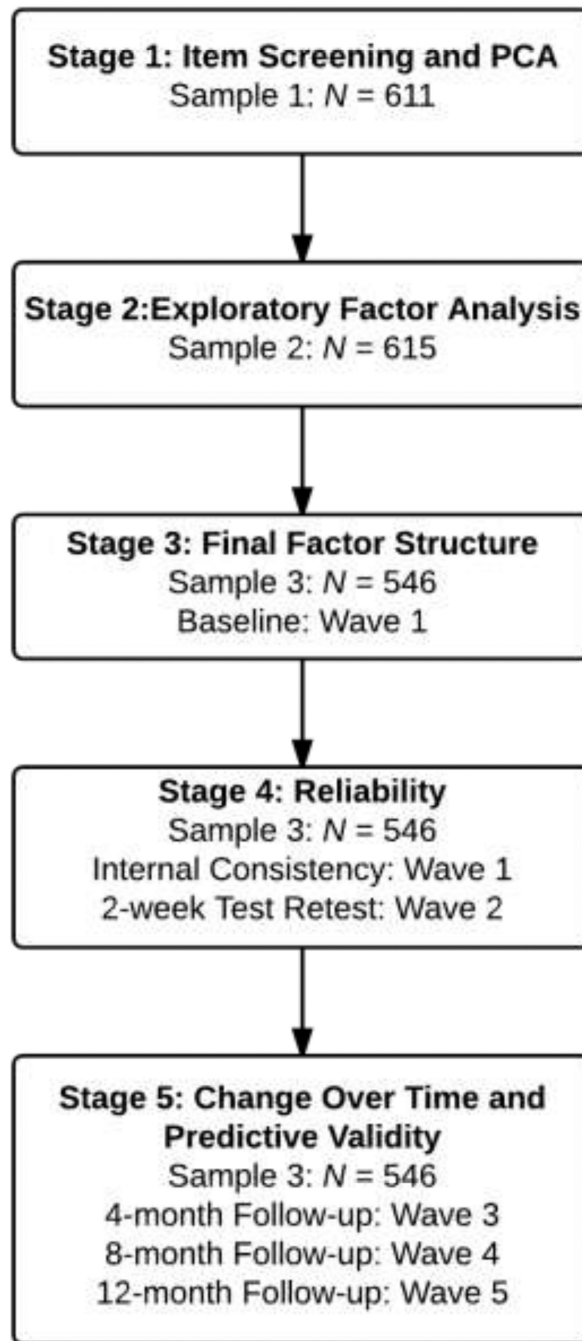 Stage 1: Item Screening and PCA
Sample 1: N = 611
Stage 2:Exploratory Factor Analysis
Sample 2: N = 615
Stage 3: Final Factor Structure
Sample 3: N = 546
Baseline: Wave 1
Stage 4: Reliability
Sample 3: N = 546
Internal Consistency: Wave 1
2-week Test Retest: Wave 2
Stage 5: Change Over Time and
Predictive Validity
Sample 3: N = 546
4-month Follow-up: Wave 3
8-month Follow-up: Wave 4
12-month Follow-up: Wave 5